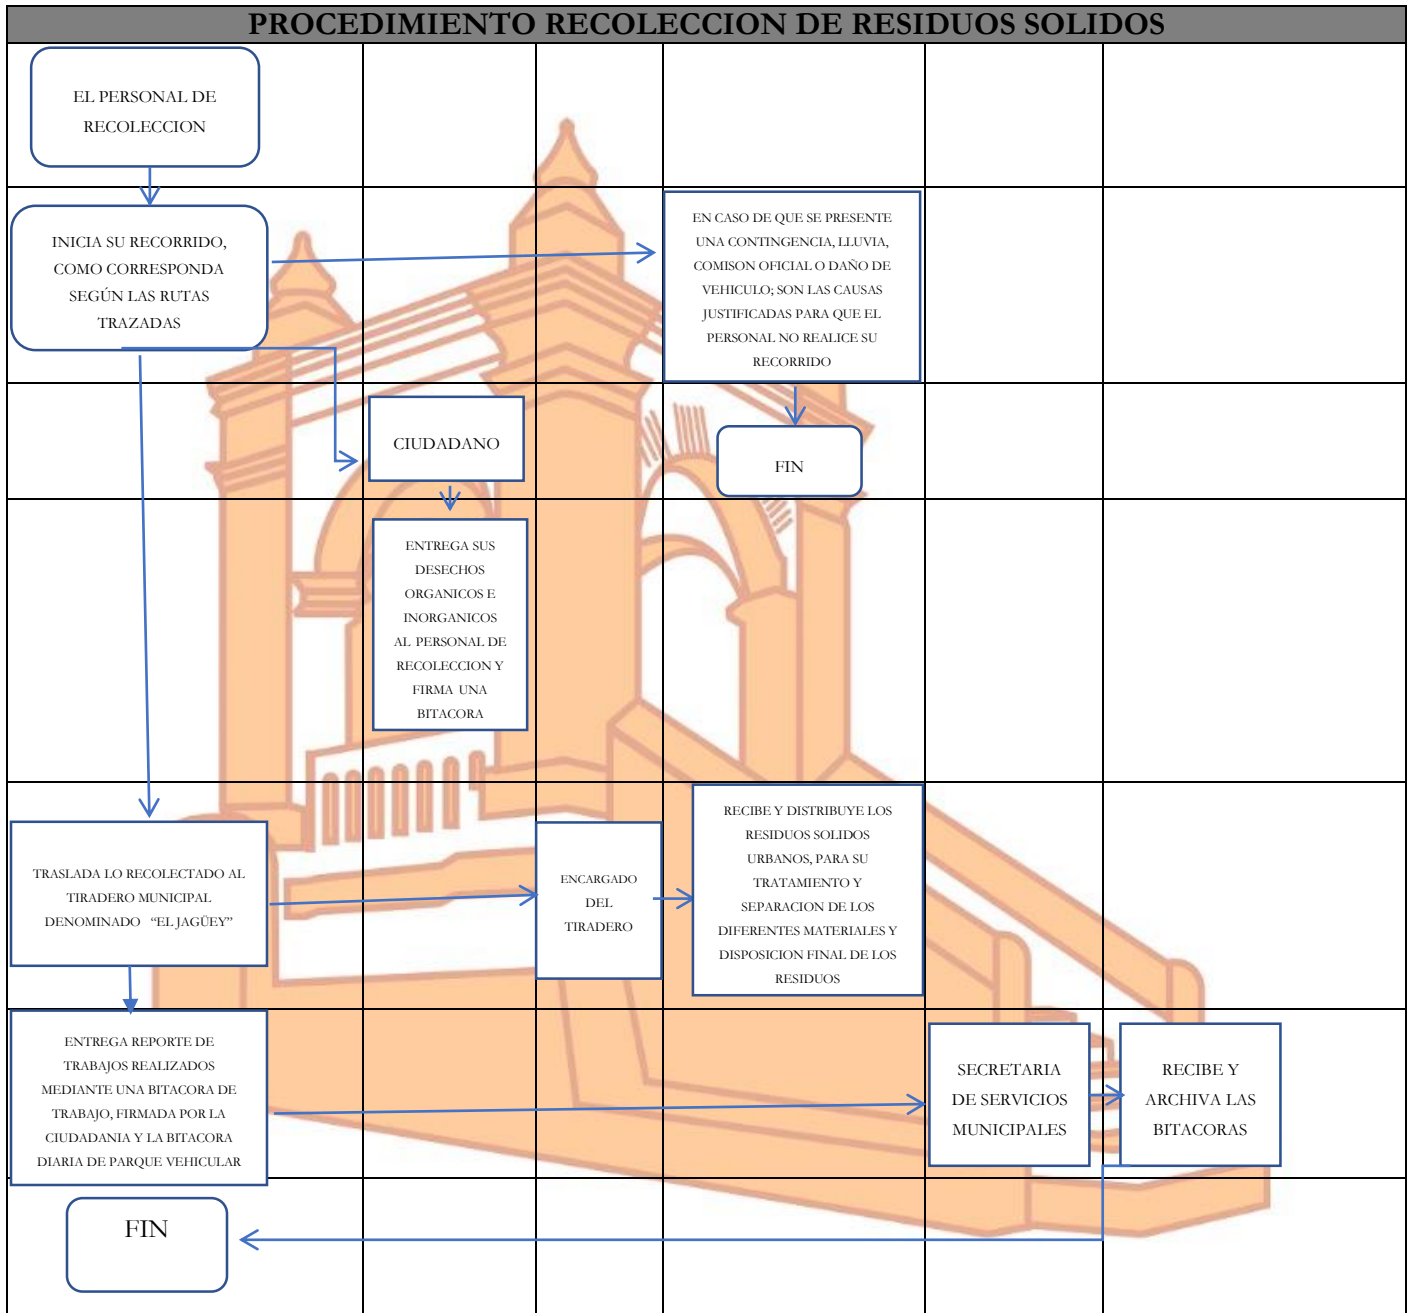 PROCEDIMIENTO RECOLECCION DE RESIDUOS SOLIDOS
EL PERSONAL DE
RECOLECCION
INICIA SU RECORRIDO,
COMO CORRESPONDA
SEGÚN LAS RUTAS
TRAZADAS
EN CASO DE QUE SE PRESENTE
UNA CONTINGENCIA, LLUVIA,
COMISON OFICIAL O DAÑO DE
VEHICULO; SON LAS CAUSAS
JUSTIFICADAS PARA QUE EL
PERSONAL NO REALICE SU
RECORRIDO
CIUDADANO
FIN
ENTREGA SUS
DESECHOS
ORGANICOS E
INORGANICOS
AL PERSONAL DE
RECOLECCION Y
FIRMA UNA
BITACORA
TRASLADA LO RECOLECTADO AL
TIRADERO MUNICIPAL
DENOMINADO “EL JAGÜEY”
ENCARGADO
DEL
TIRADERO
RECIBE Y DISTRIBUYE LOS
RESIDUOS SOLIDOS
URBANOS, PARA SU
TRATAMIENTO Y
SEPARACION DE LOS
DIFERENTES MATERIALES Y
DISPOSICION FINAL DE LOS
RESIDUOS
ENTREGA REPORTE DE
TRABAJOS REALIZADOS
MEDIANTE UNA BITACORA DE
TRABAJO, FIRMADA POR LA
CIUDADANIA Y LA BITACORA
DIARIA DE PARQUE VEHICULAR
SECRETARIA
DE SERVICIOS
MUNICIPALES
RECIBE Y
ARCHIVA LAS
BITACORAS
FIN